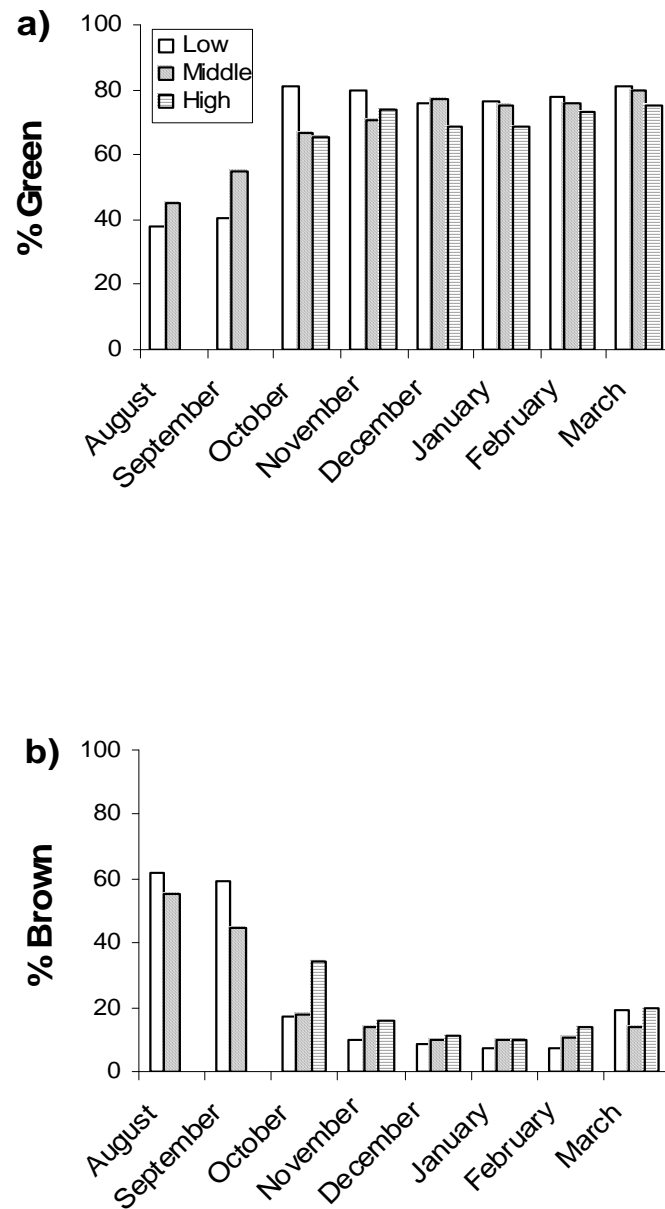 a)
% Green
100
80
60
40
20
0
Low
Middle
High
August
September
October
November
December
January
February
March
b)
% Brown
100
80
60
40
20
0
August
September
October
November
December
January
February
March